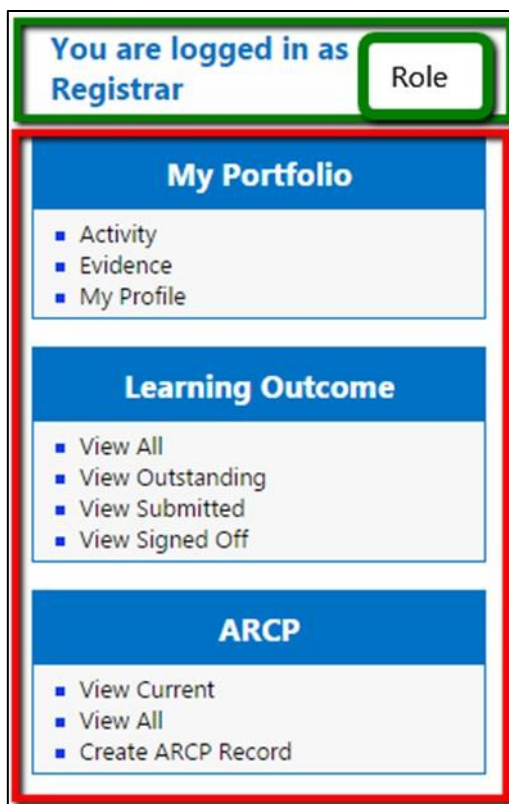 You are logged in as
Registrar
Role
My Portfolio
Activity
Evidence
My Profile
Learning Outcome
View All
View Outstanding
View Submitted
View Signed Off
ARCP
View Current
View All
Create ARCP Record